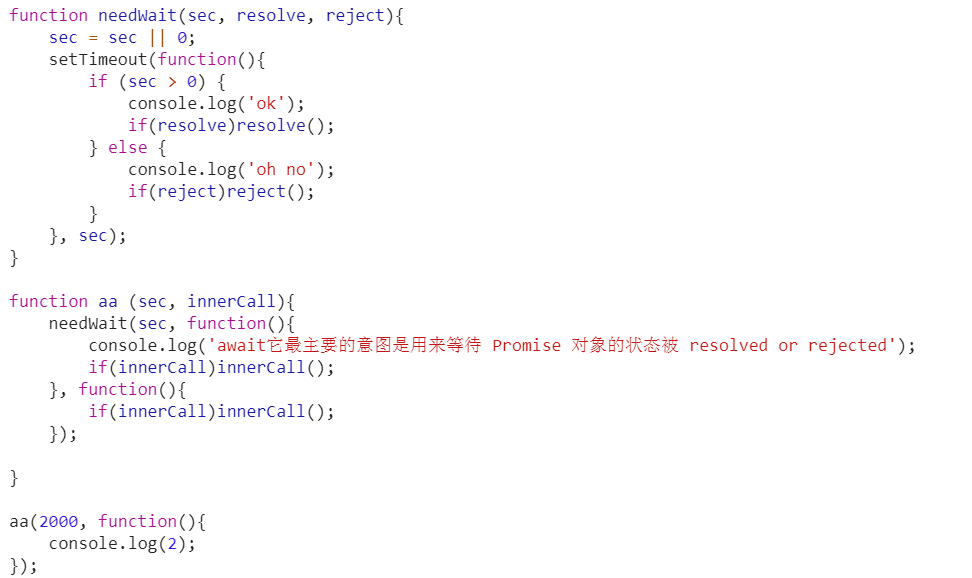 function needWait(sec, resolve, reject){
    sec = sec || 0;
    setTimeout(function(){
        if (sec > 0) {
            console.log('ok');
            if(resolve)resolve();
        } else {
            console.log('oh no');
            if(reject)reject();
        }
    }, sec);
}

function aa (sec, innerCall){
    needWait(sec, function(){
        console.log('await它最主要的意图是用来等待 Promise 对象的状态被 resolved or rejected');
        if(innerCall)innerCall();
    }, function(){
        if(innerCall)innerCall();
    });

}

aa(2000, function(){
    console.log(2);
});